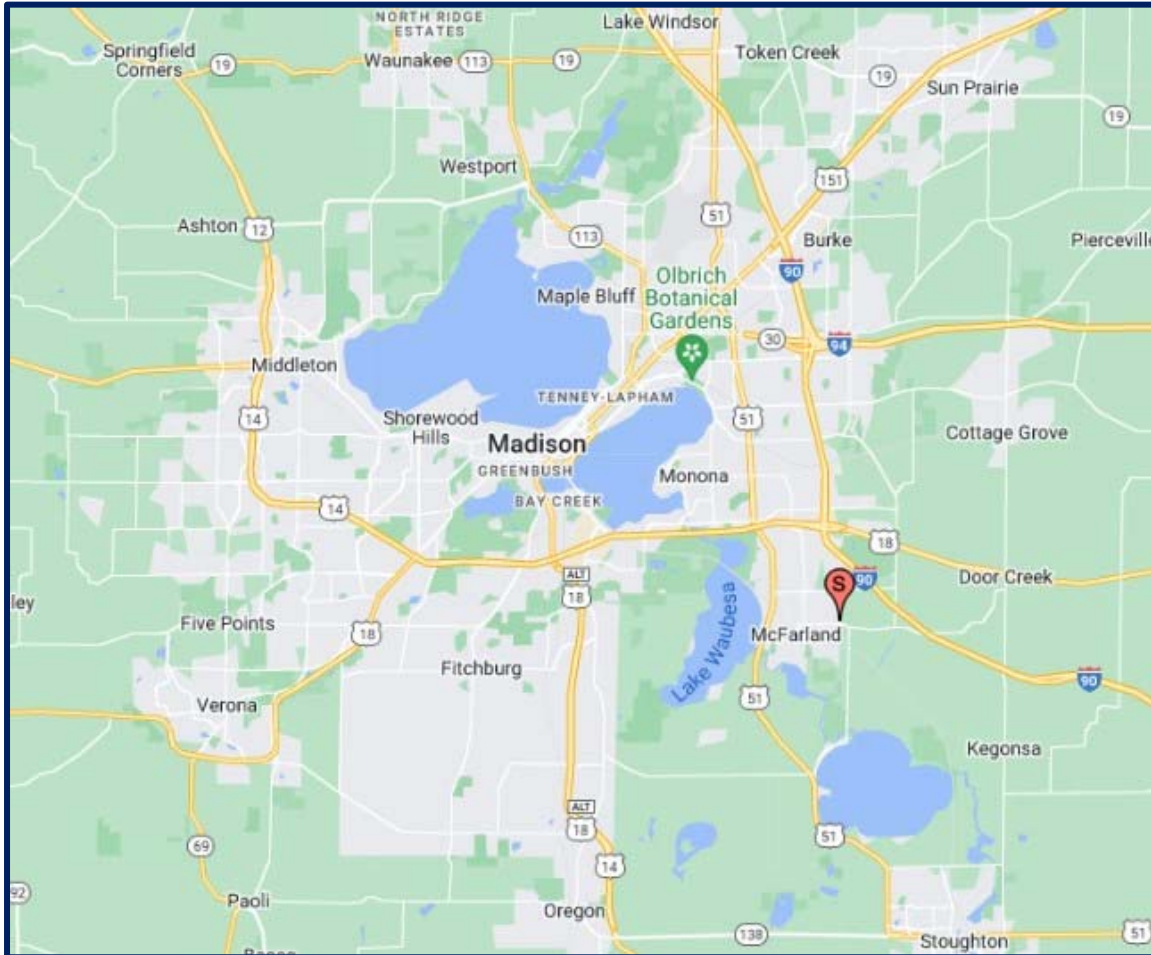 NORTH RIDGE
ESTATES
Lake Windsor
Springfield
Corners
19
Waunakee
113
19
Token Creek
19
Sun Prairie
19
Westport
151
Ashton
12
51
113
Burke
Pierceville
90
Maple Bluff
Olbrich
Botanical
Gardens
30
94
Middleton
TENNEY-LAPHAM
14
Shorewood
Hills
51
Cottage Grove
Madison
GREENBUSH
Monona
BAY CREEK
14
18
ALT
18
90
Door Creek
S
ley
Five Points
18
McFarland
Lake Waubesa
Fitchburg
90
Verona
51
Kegonsa
ALT
18
51
69
14
92
Paoli
Oregon
138
51
Stoughton